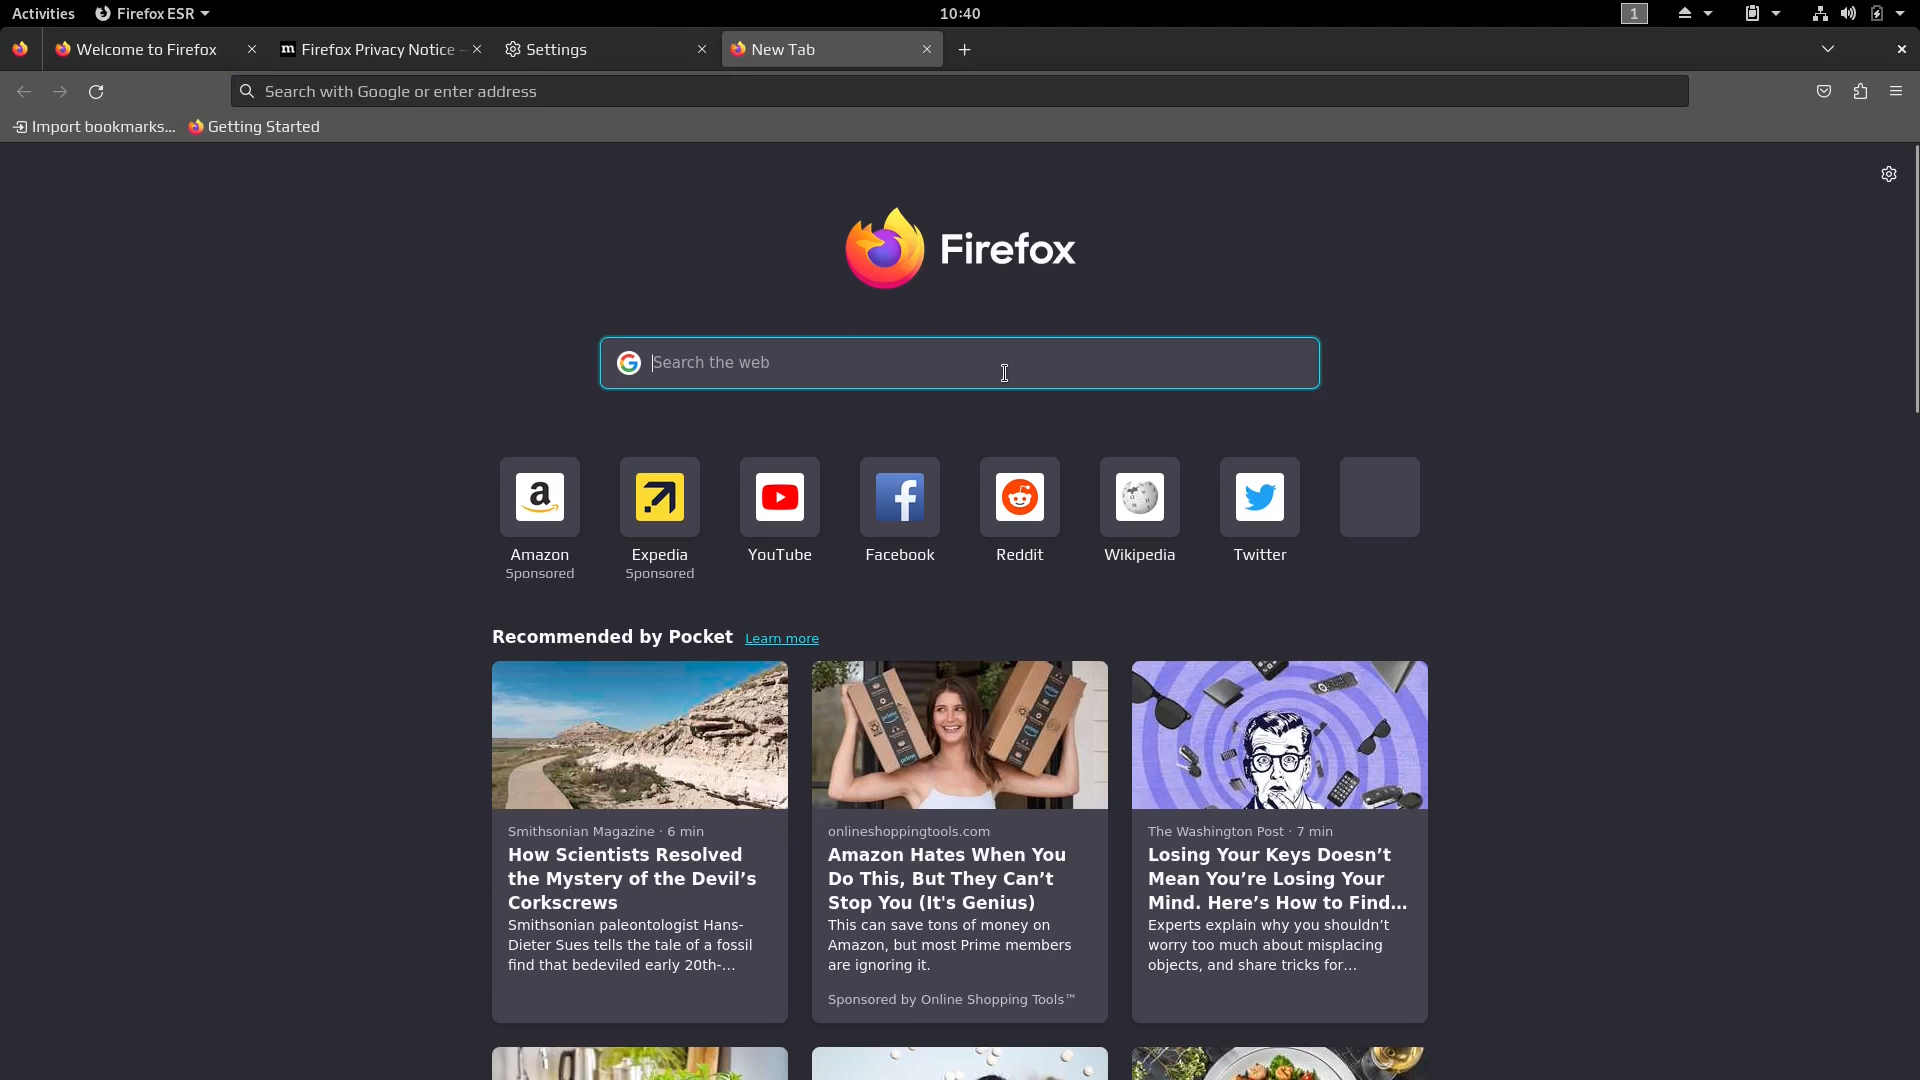 Activities Firefox ESR 10:40 1
Welcome to Firefox Firefox Privacy Notice Settings New Tab
Search with Google or enter address
Import bookmarks... Getting Started
Firefox
Search the web
Amazon Expedia YouTube Facebook Reddit Wikipedia Twitter
Sponsored Sponsored
Recommended by Pocket Learn more
Smithsonian Magazine · 6 min
How Scientists Resolved
the Mystery of the Devil’s
Corkscrews
Smithsonian paleontologist Hans-
Dieter Sues tells the tale of a fossil
find that bedeviled early 20th-...
onlineshoppingtools.com
Amazon Hates When You
Do This, But They Can’t
Stop You (It's Genius)
This can save tons of money on
Amazon, but most Prime members
are ignoring it.
Sponsored by Online Shopping Tools™
The Washington Post · 7 min
Losing Your Keys Doesn’t
Mean You’re Losing Your
Mind. Here’s How to Find...
Experts explain why you shouldn’t
worry too much about misplacing
objects, and share tricks for...